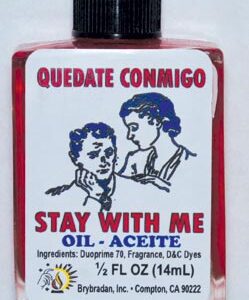 QUEDATE CONMIGO
STAY WITH ME
OIL - ACEITE
Ingredients: Duoprime 70, Fragrance, D&C Dyes
½ FL OZ (14mL)
Brybradan, Inc. • Compton, CA 90222